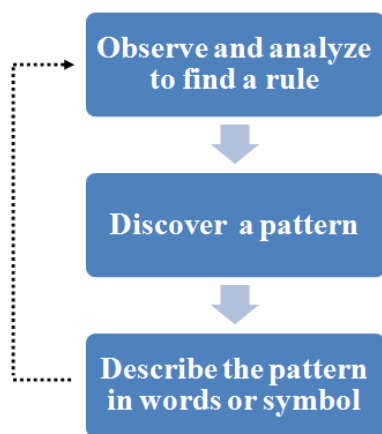 Observe and analyze
to find a rule
Discover a pattern
Describe the pattern
in words or symbol